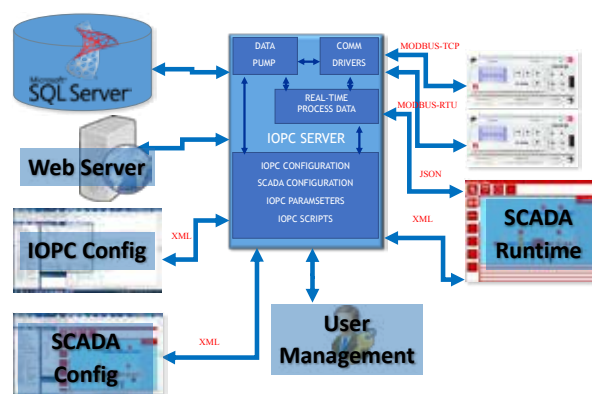 Microsoft
SQL Server
Web Server
IOPC Config
XML
SCADA
Config
XML
DATA
PUMP
COMM
DRIVERS
REAL-TIME
PROCESS DATA
IOPC SERVER
IOPC CONFIGURATION
SCADA CONFIGURATION
IOPC PARAMSETERS
IOPC SCRIPTS
User
Management
MODBUS-TCP
MODBUS-RTU
JSON
XML
SCADA
Runtime